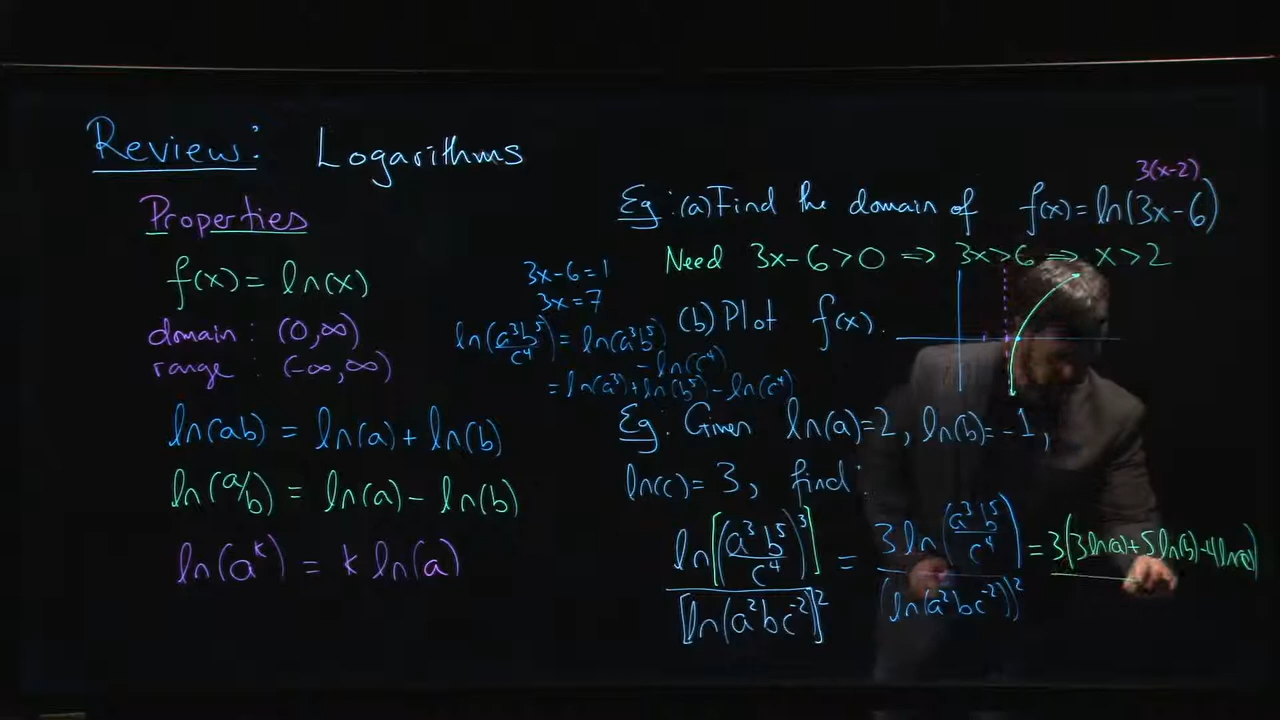 Review: Logarithms
Properties
f(x) = ln(x)
domain : (0,∞)
range : (-∞,∞)
ln(ab) = ln(a) + ln(b)
ln(a/b) = ln(a) - ln(b)
ln(a^k) = k ln(a)
3(x-2)
Eg: (a) Find the domain of f(x) = ln(3x-6)
Need 3x-6>0 ⇒ 3x>6 ⇒ x>2
3x-6=1
3x=7
(b) Plot f(x).
ln(a³b⁵/c⁴) = ln(a³b⁵)
- ln(c⁴)
= ln(a³)+ln(b⁵)-ln(c⁴)
Eg: Given ln(a)=2, ln(b)=-1,
ln(c)=3, find:
ln[(a³b⁵/c⁴)³] / [ln(a²bc⁻²)]² = 3ln(a³b⁵/c⁴) / (ln(a²bc⁻²))² = 3(3ln(a)+5ln(b)-4ln(c))